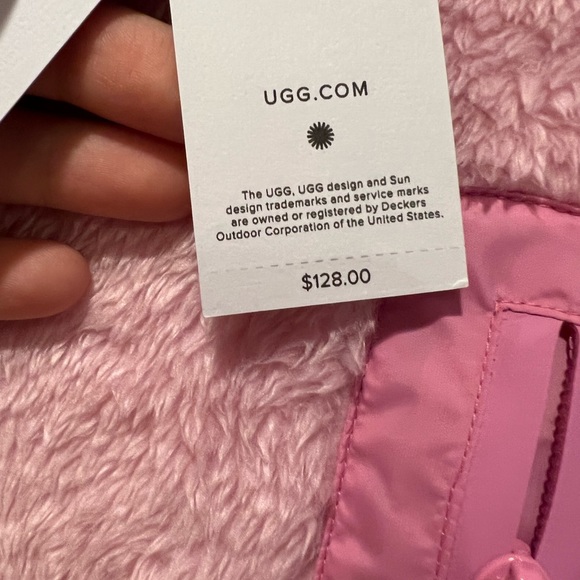 UGG.COM
The UGG, UGG design and Sun
design trademarks and service marks
are owned or registered by Deckers
Outdoor Corporation of the United States.
$128.00